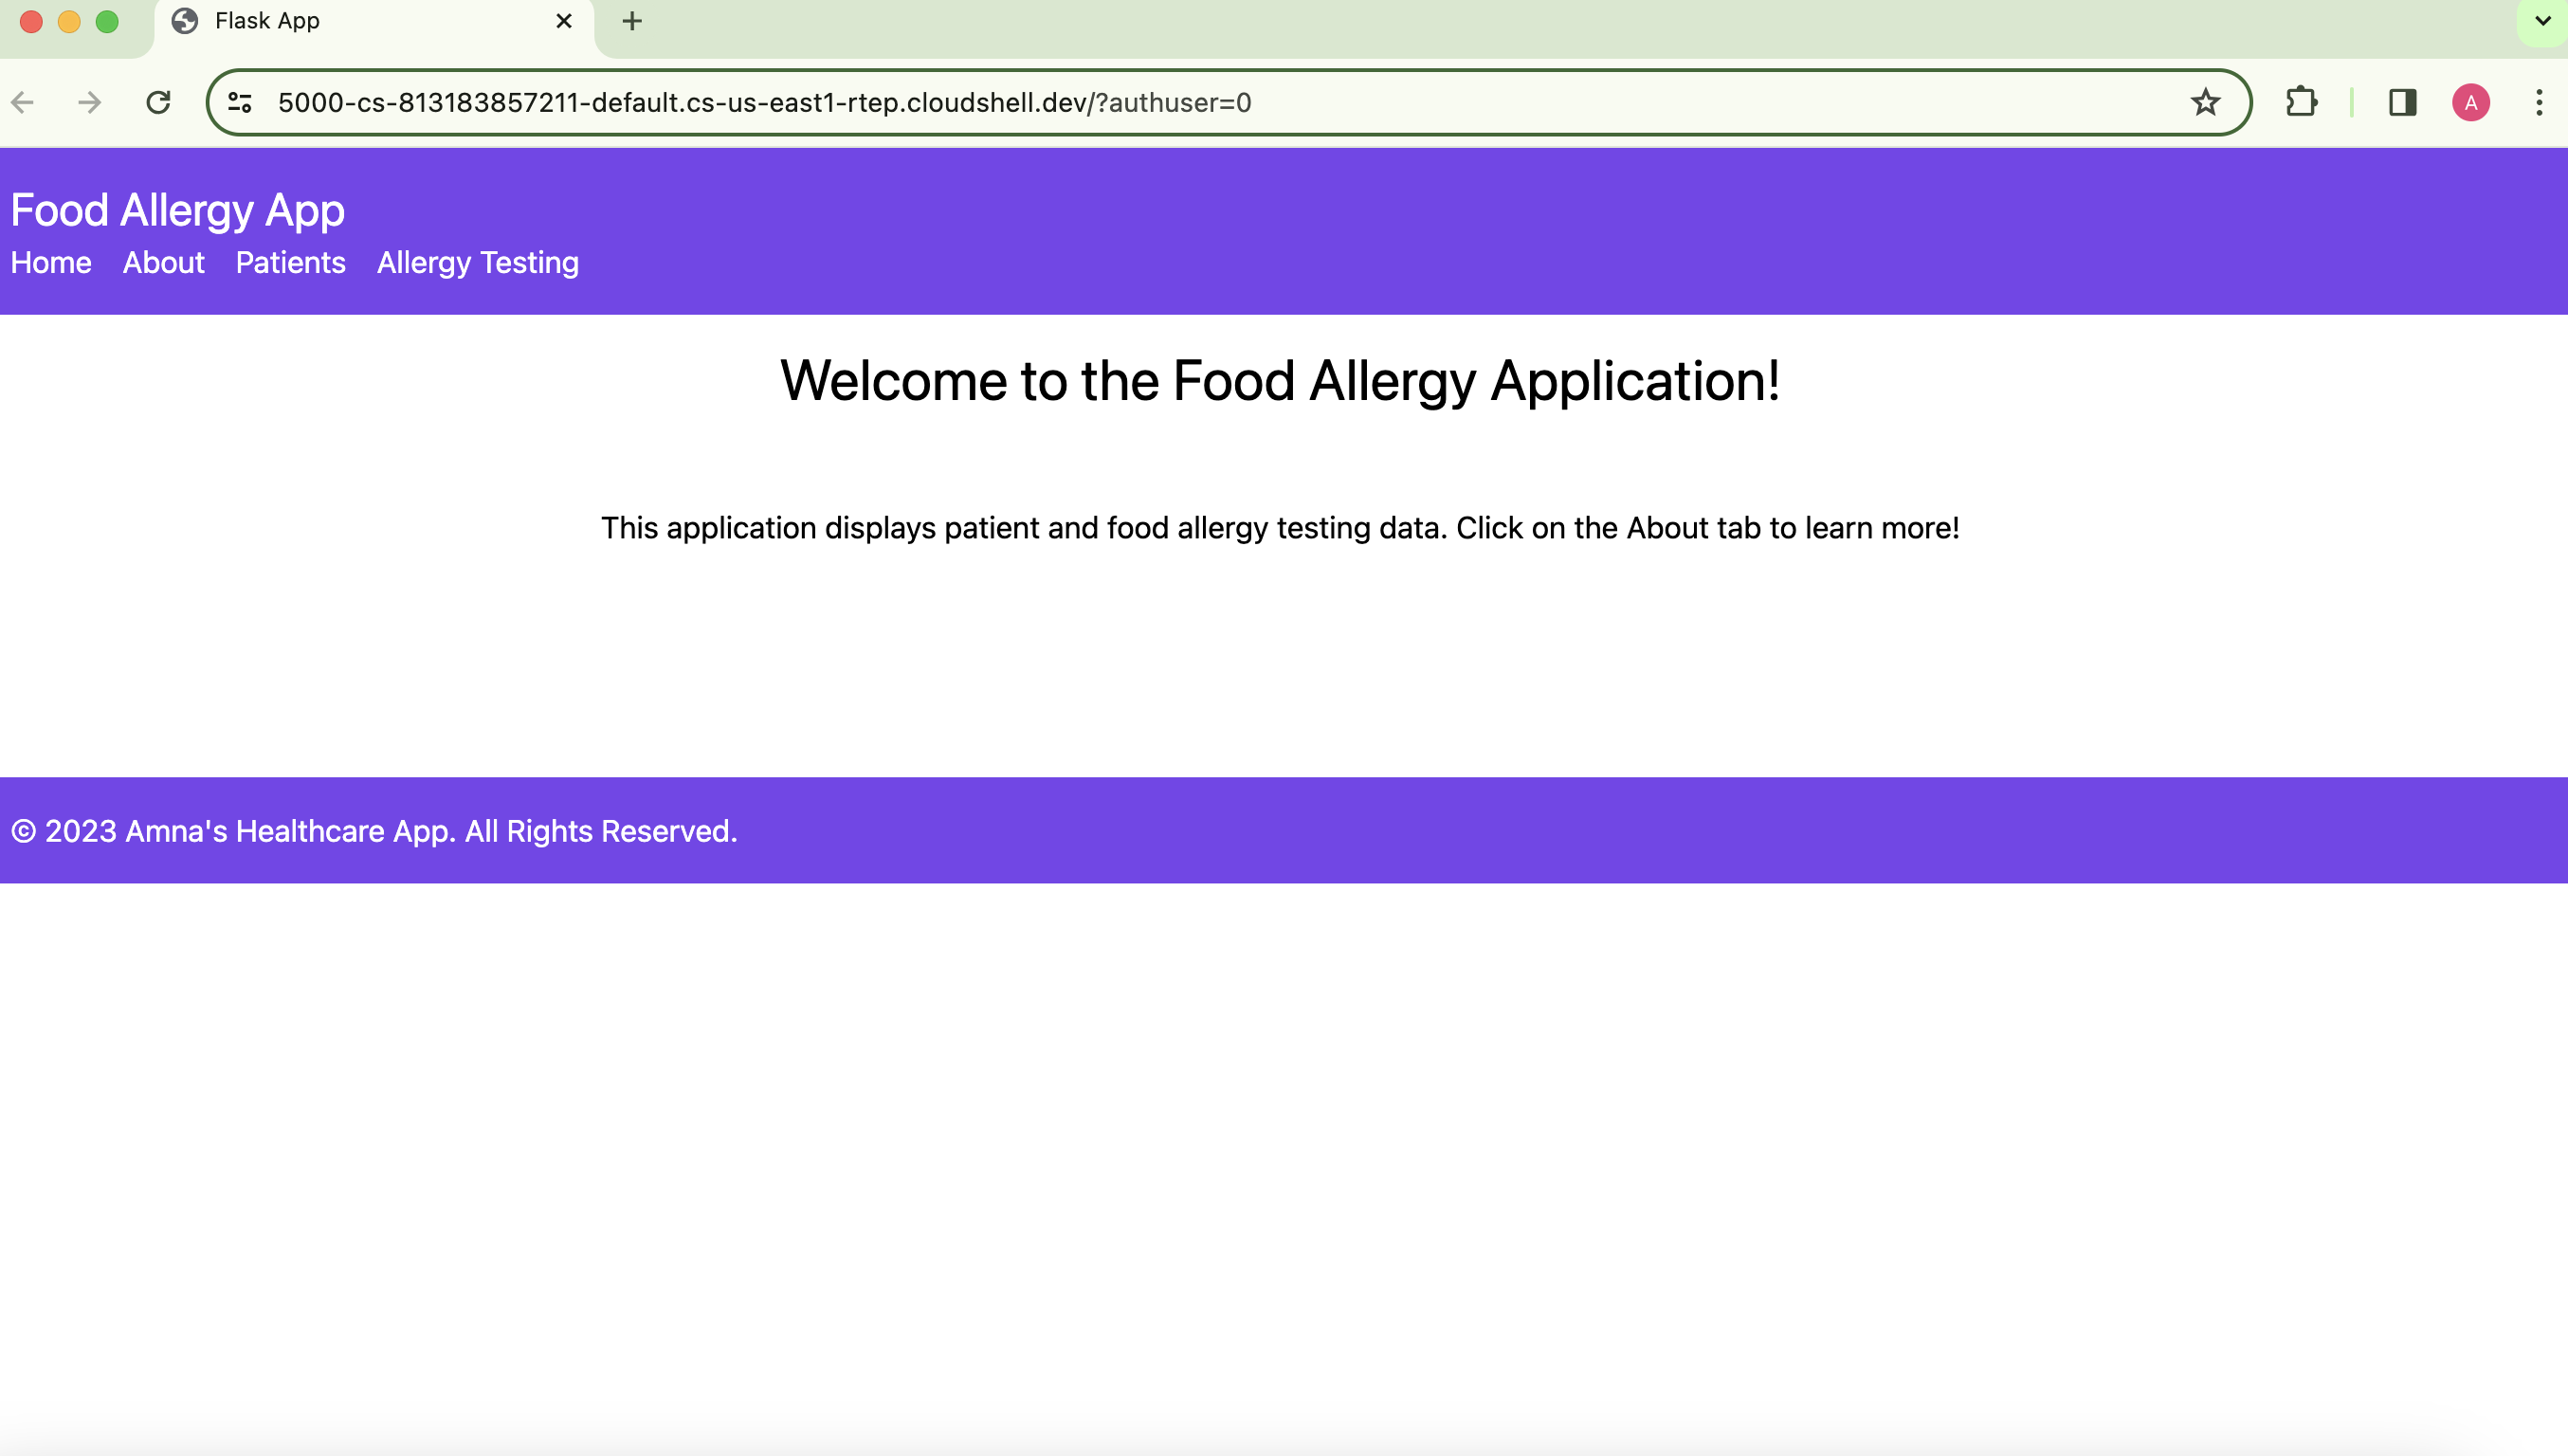 Flask App
5000-cs-813183857211-default.cs-us-east1-rtep.cloudshell.dev/?authuser=0
A
Food Allergy App
Home About Patients Allergy Testing
Welcome to the Food Allergy Application!
This application displays patient and food allergy testing data. Click on the About tab to learn more!
© 2023 Amna's Healthcare App. All Rights Reserved.